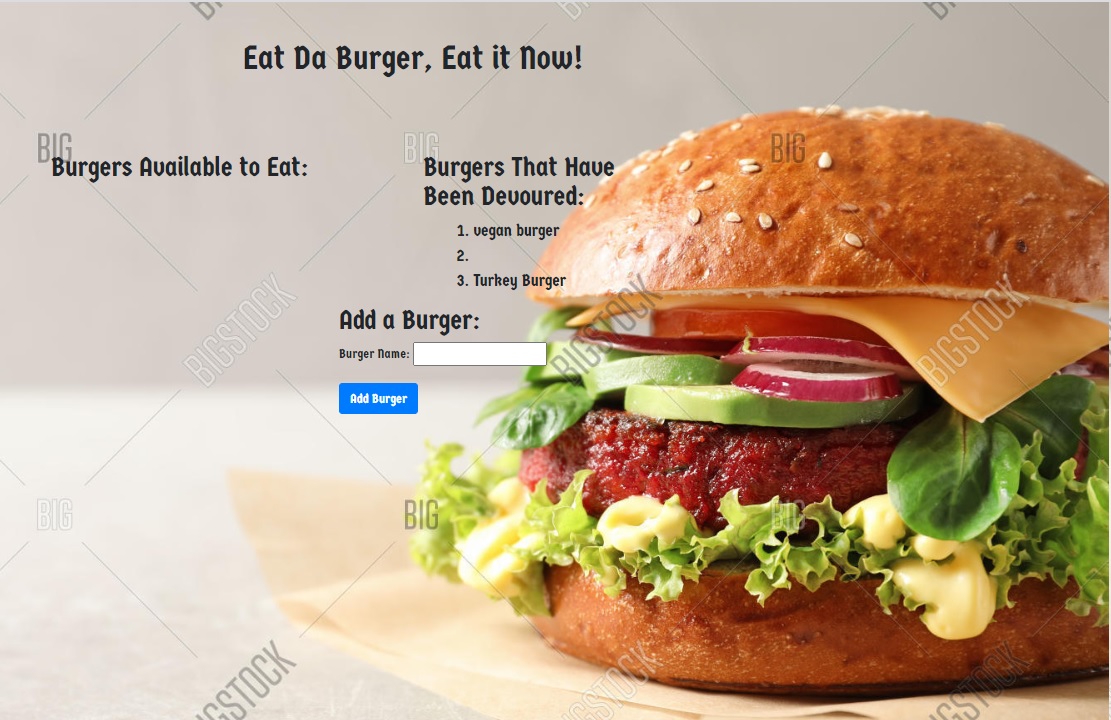 Eat Da Burger, Eat it Now!
BIG
BIG
BIG
Burgers Available to Eat:
Burgers That Have
Been Devoured:
1. vegan burger
2.
3. Turkey Burger
BIGSTOCK
BIGSTOCK
BIGSTOCK
Add a Burger:
Burger Name:
Add Burger
BIG
BIG
BIG
BIGSTOCK
BIGSTOCK
BIGSTOCK